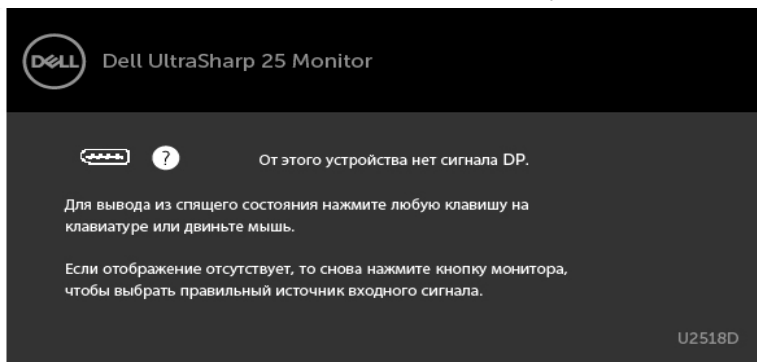 DELL
Dell UltraSharp 25 Monitor
?
От этого устройства нет сигнала DP.
Для вывода из спящего состояния нажмите любую клавишу на
клавиатуре или двиньте мышь.
Если отображение отсутствует, то снова нажмите кнопку монитора,
чтобы выбрать правильный источник входного сигнала.
U2518D